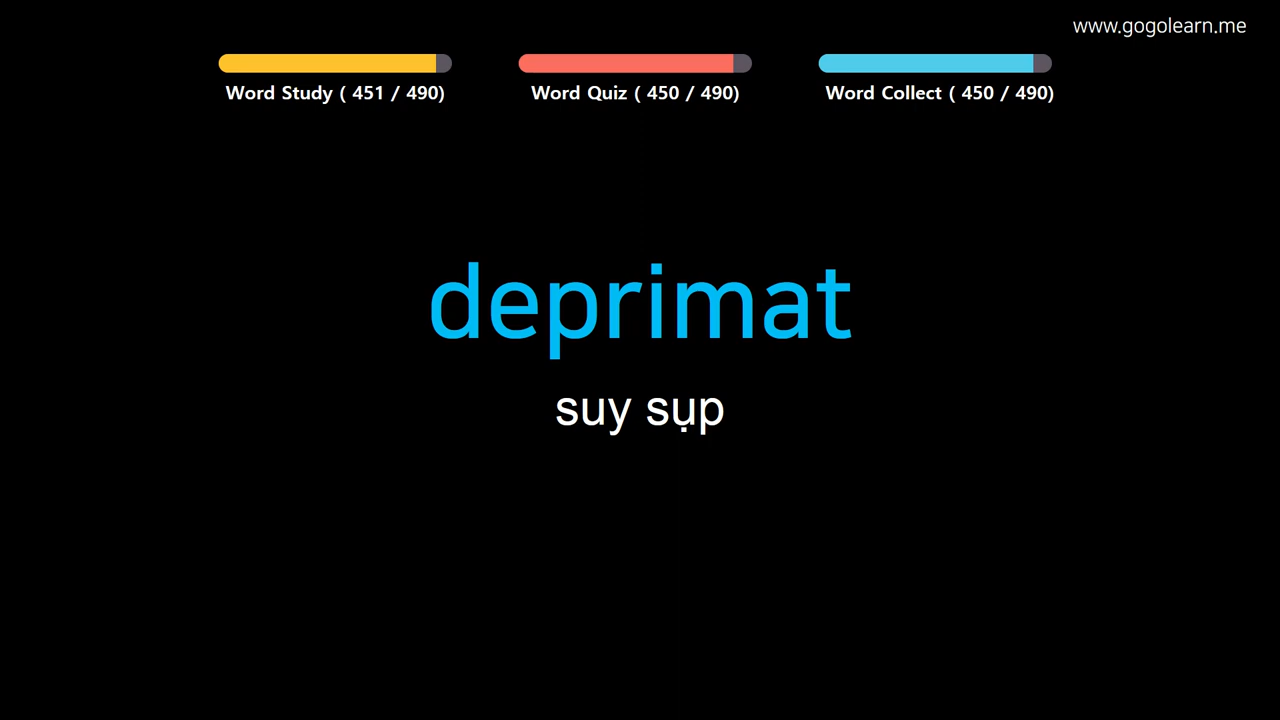 www.gogolearn.me
Word Study ( 451 / 490)
Word Quiz ( 450 / 490)
Word Collect ( 450 / 490)
deprimat
suy sụp